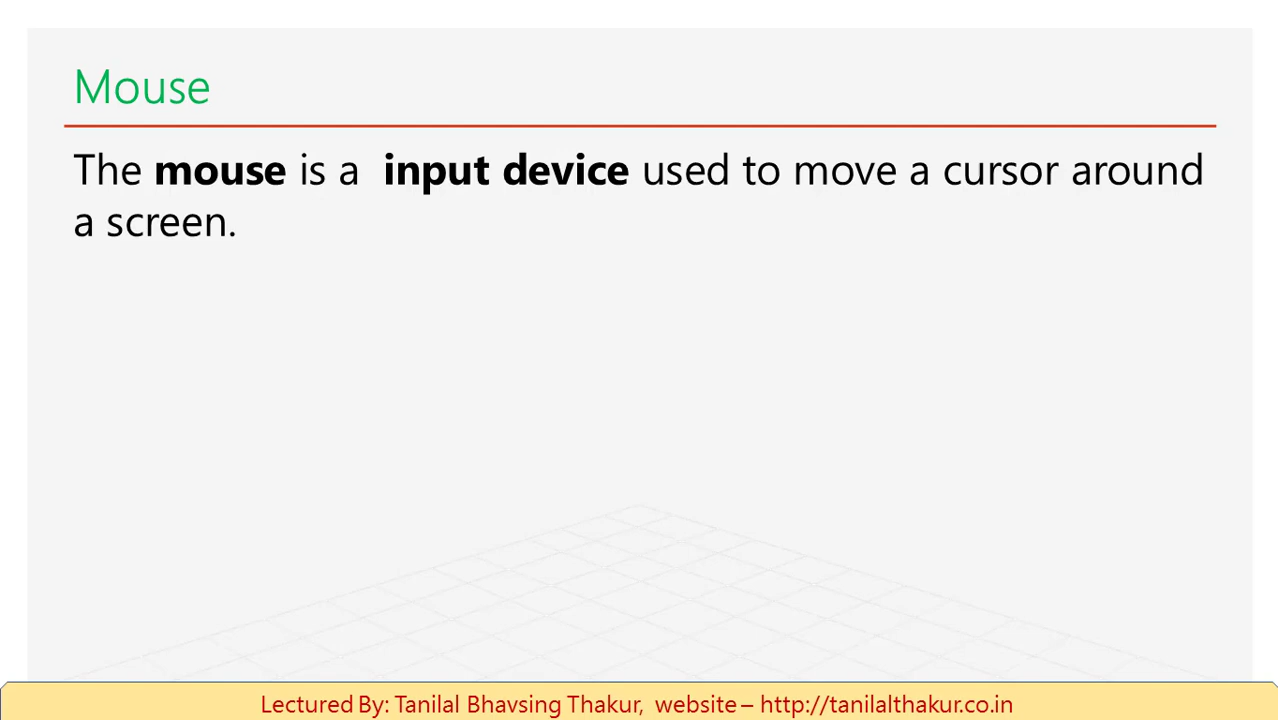 Mouse
The mouse is a input device used to move a cursor around
a screen.
Lectured By: Tanilal Bhavsing Thakur, website – http://tanilalthakur.co.in